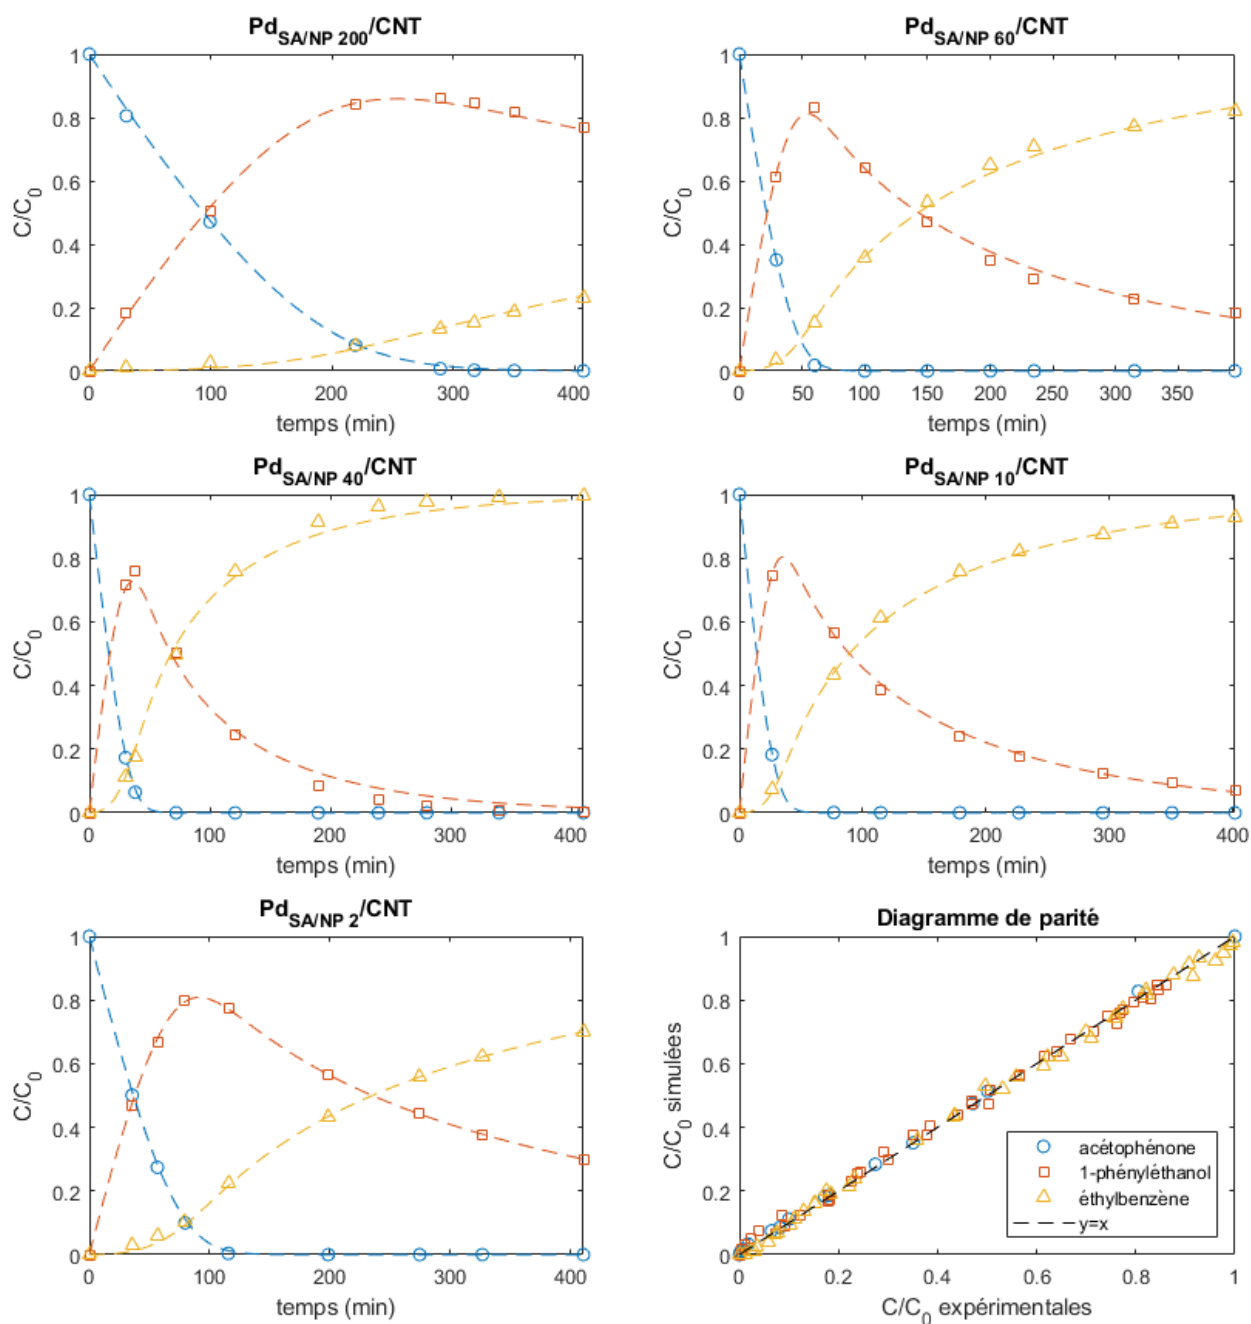 Pd_SA/NP 200/CNT
1
0.8
0.6
0.4
0.2
0
C/C_0
0 100 200 300 400
temps (min)
Pd_SA/NP 60/CNT
1
0.8
0.6
0.4
0.2
0
C/C_0
0 50 100 150 200 250 300 350
temps (min)
Pd_SA/NP 40/CNT
1
0.8
0.6
0.4
0.2
0
C/C_0
0 100 200 300 400
temps (min)
Pd_SA/NP 10/CNT
1
0.8
0.6
0.4
0.2
0
C/C_0
0 100 200 300 400
temps (min)
Pd_SA/NP 2/CNT
1
0.8
0.6
0.4
0.2
0
C/C_0
0 100 200 300 400
temps (min)
Diagramme de parité
1
0.8
0.6
0.4
0.2
0
C/C_0 simulées
acétophénone
1-phényléthanol
éthylbenzène
y=x
0 0.2 0.4 0.6 0.8 1
C/C_0 expérimentales